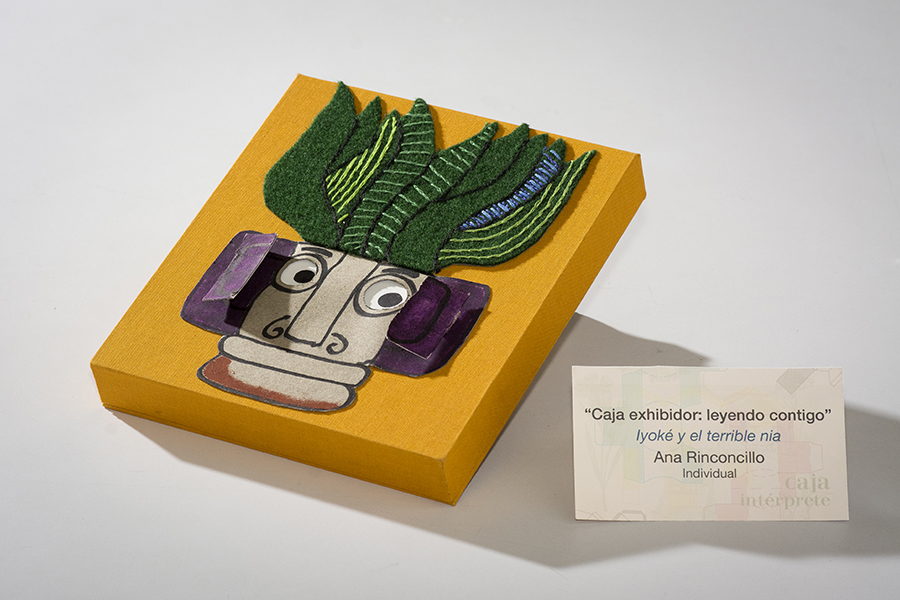 “Caja exhibidor: leyendo contigo”
Iyoké y el terrible nia
Ana Rinconcillo
Individual
caja
intérprete